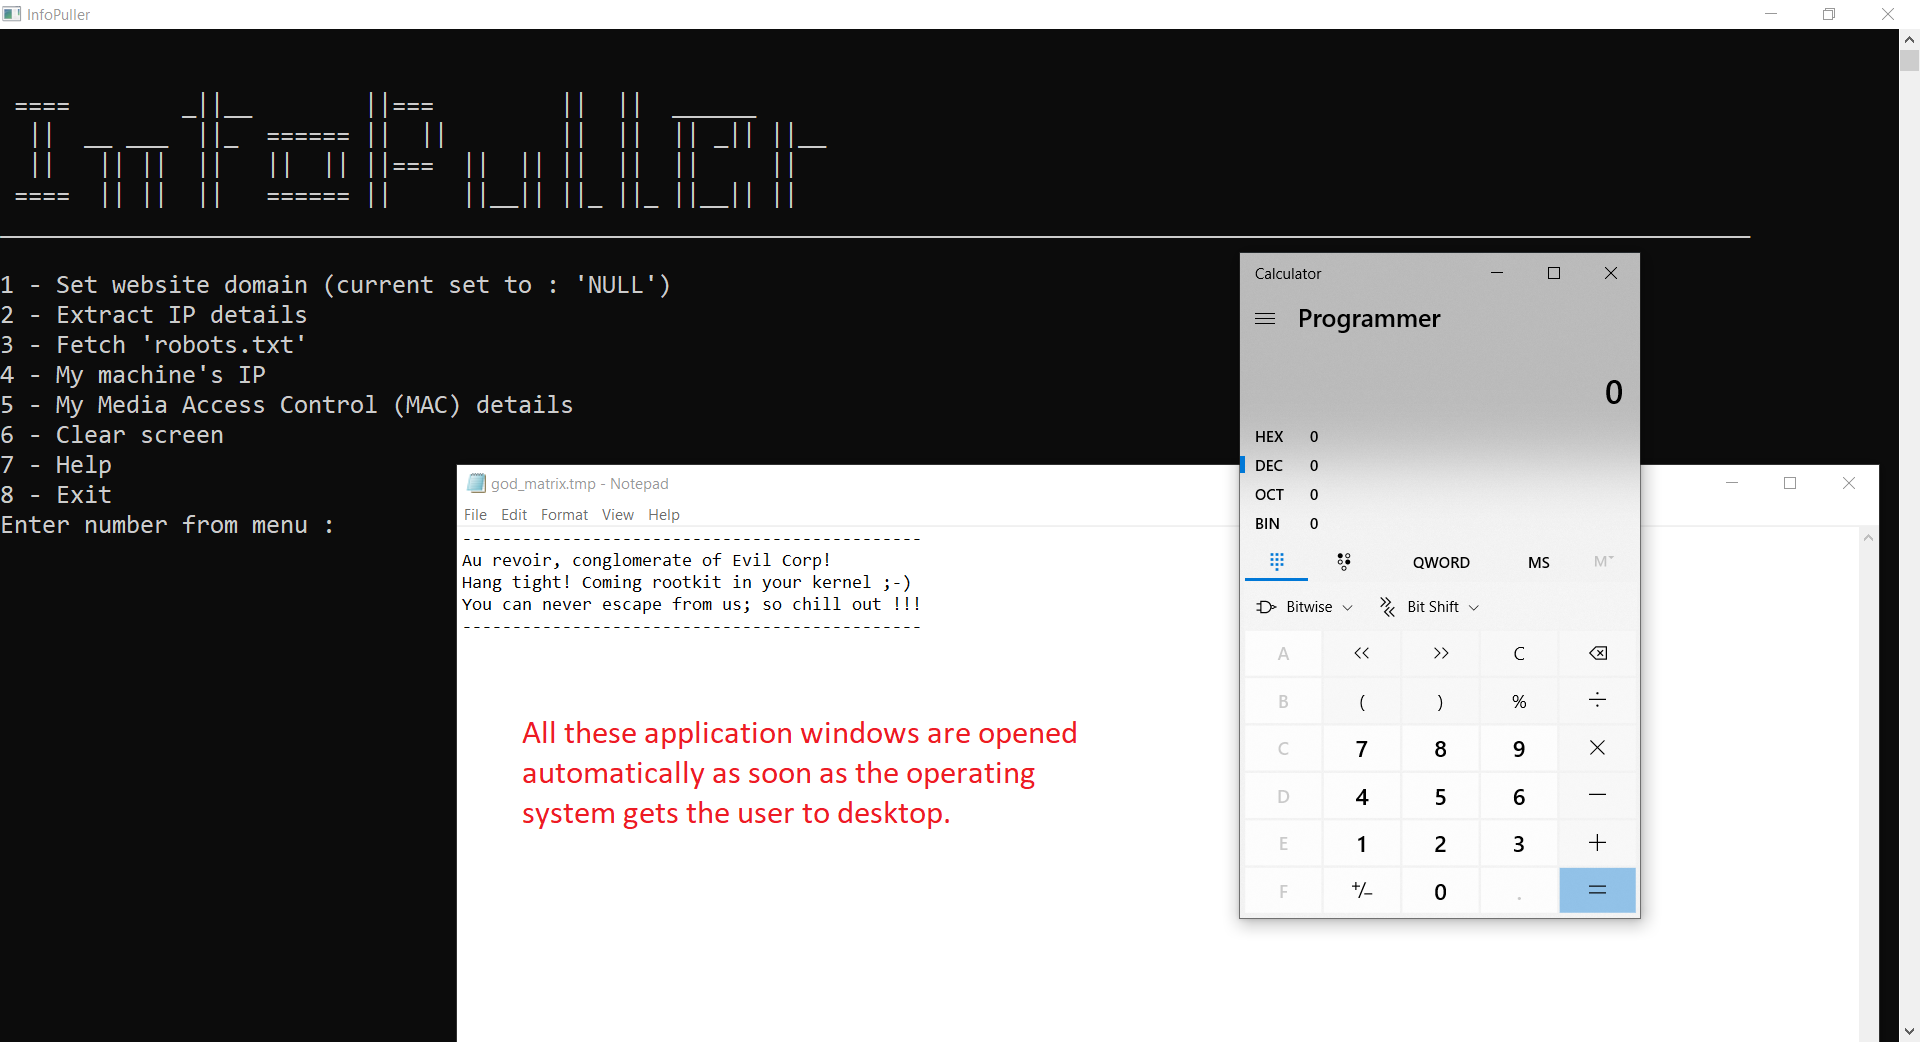 InfoPuller
InfoPuller
1 - Set website domain (current set to : 'NULL')
2 - Extract IP details
3 - Fetch 'robots.txt'
4 - My machine's IP
5 - My Media Access Control (MAC) details
6 - Clear screen
7 - Help
8 - Exit
Enter number from menu :
god_matrix.tmp - Notepad
File Edit Format View Help
----------------------------------------------
Au revoir, conglomerate of Evil Corp!
Hang tight! Coming rootkit in your kernel ;-)
You can never escape from us; so chill out !!!
----------------------------------------------
All these application windows are opened
automatically as soon as the operating
system gets the user to desktop.
Calculator
Programmer
0
HEX 0
DEC 0
OCT 0
BIN 0
QWORD MS M
Bitwise Bit Shift
A << >> C
B ( ) % ÷
C 7 8 9 ×
D 4 5 6 −
E 1 2 3 +
F +/− 0 . =